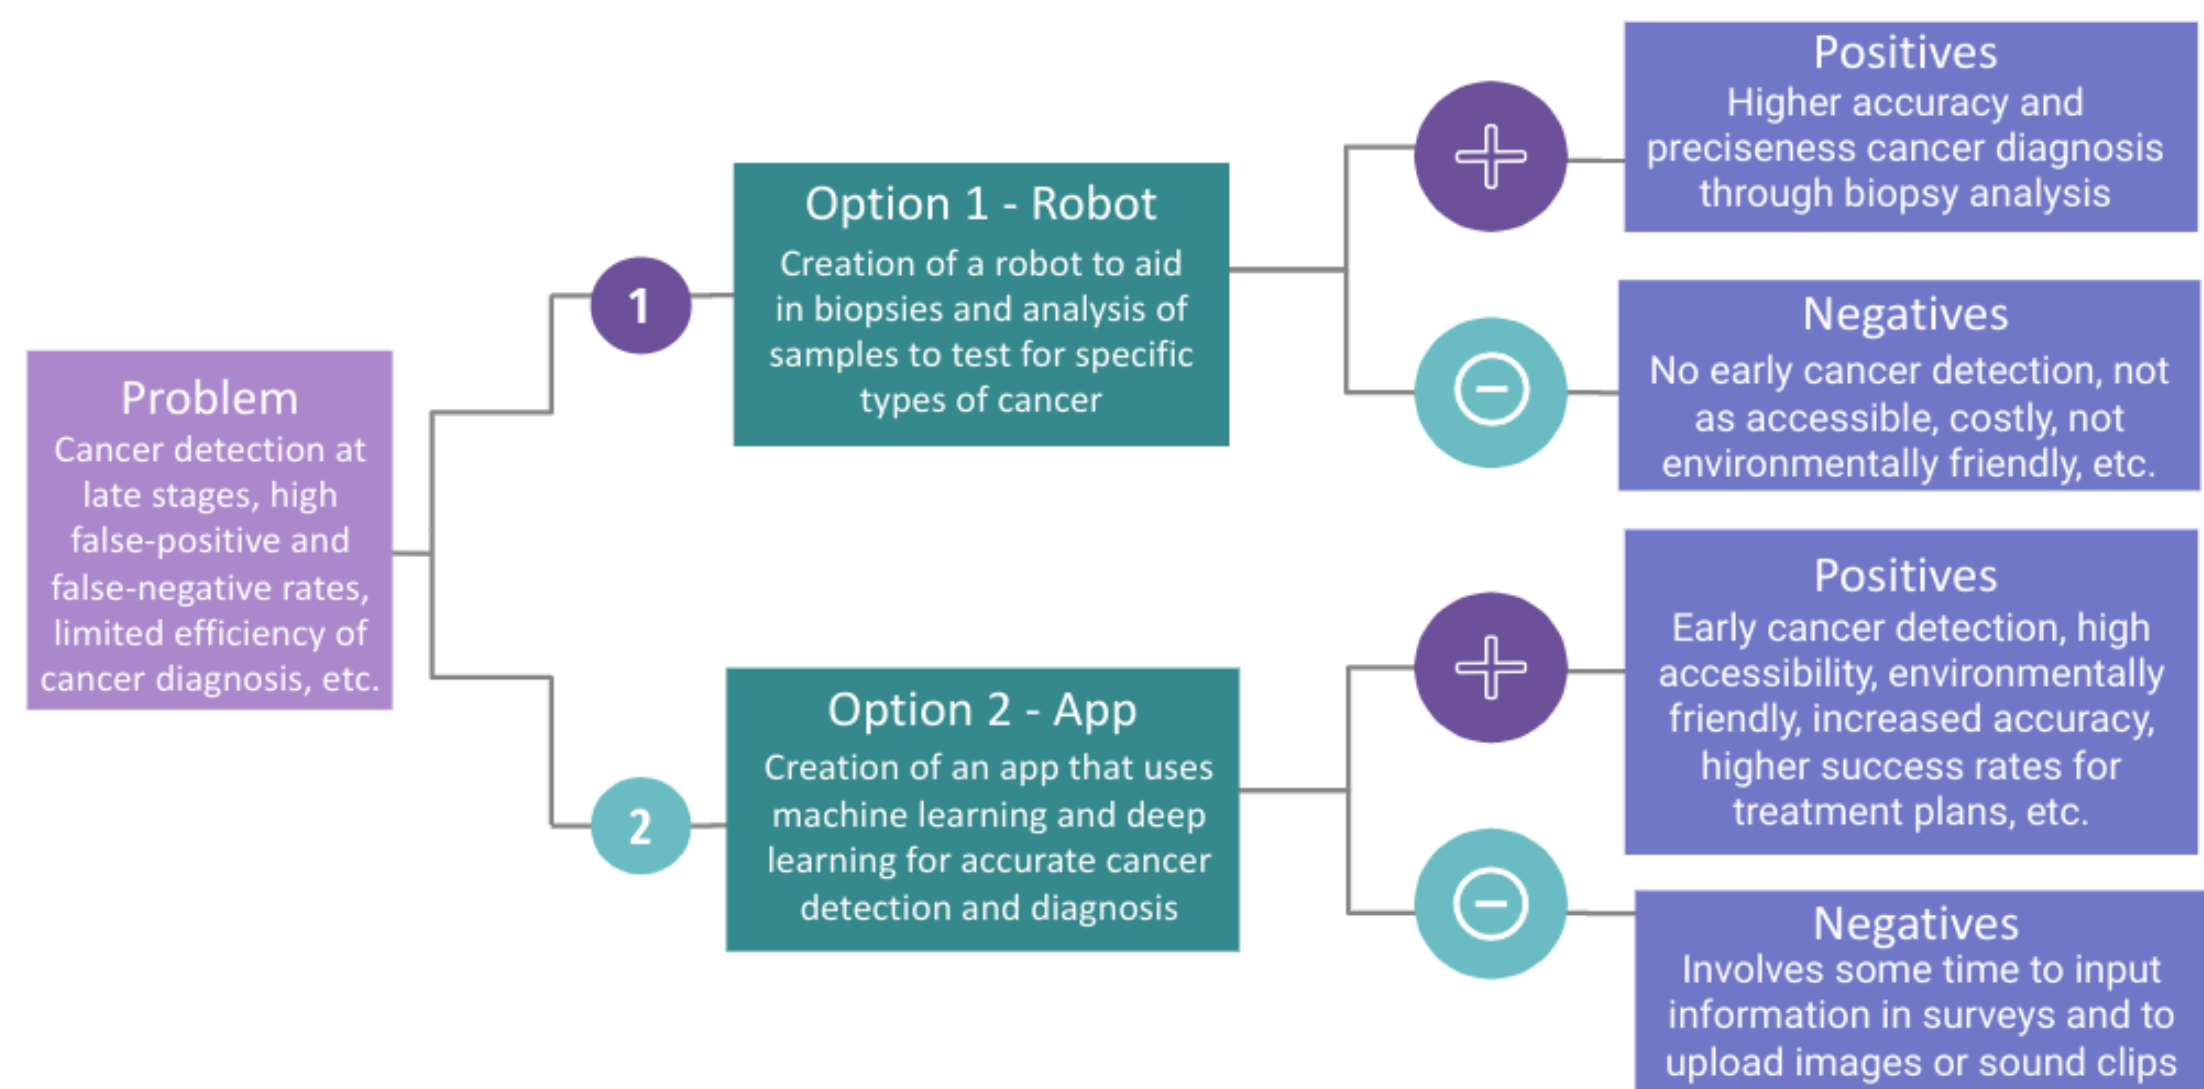 Problem
Cancer detection at
late stages, high
false-positive and
false-negative rates,
limited efficiency of
cancer diagnosis, etc.
1
Option 1 - Robot
Creation of a robot to aid
in biopsies and analysis of
samples to test for specific
types of cancer
Positives
Higher accuracy and
preciseness cancer diagnosis
through biopsy analysis
Negatives
No early cancer detection, not
as accessible, costly, not
environmentally friendly, etc.
2
Option 2 - App
Creation of an app that uses
machine learning and deep
learning for accurate cancer
detection and diagnosis
Positives
Early cancer detection, high
accessibility, environmentally
friendly, increased accuracy,
higher success rates for
treatment plans, etc.
Negatives
Involves some time to input
information in surveys and to
upload images or sound clips